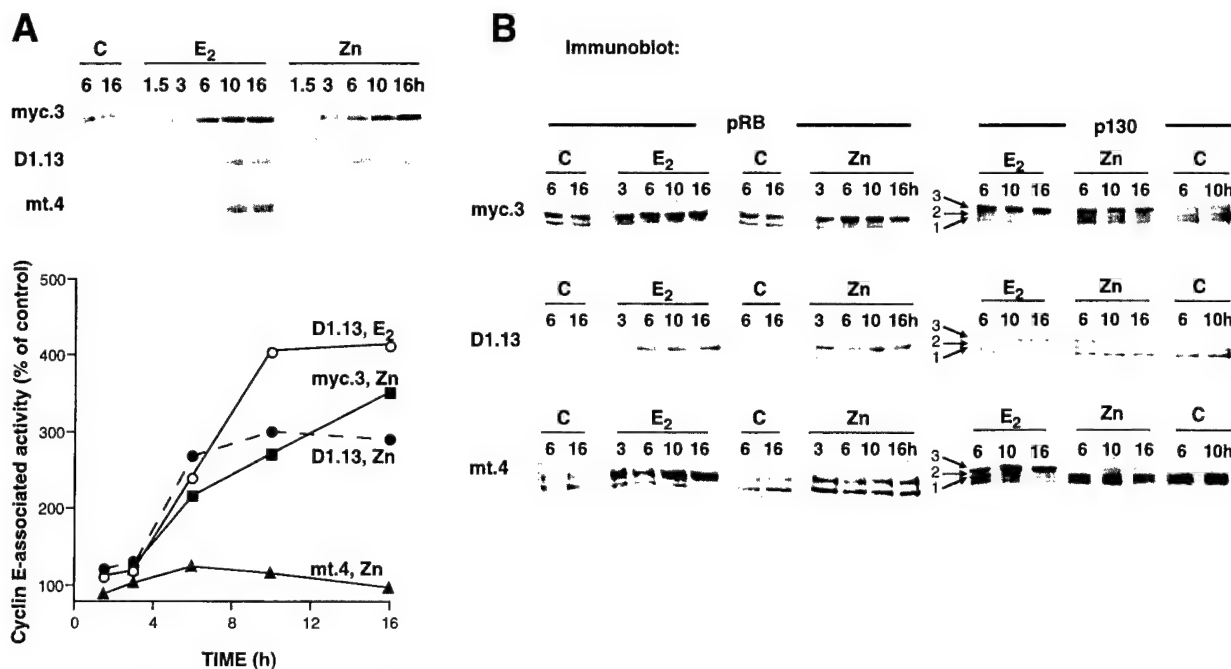 A
C E₂ Zn
6 16 1.5 3 6 10 16 1.5 3 6 10 16h
myc.3
D1.13
mt.4
Cyclin E-associated activity (% of control)
500
400
300
200
100
D1.13, E₂
myc.3, Zn
D1.13, Zn
mt.4, Zn
0 4 8 12 16
TIME (h)
B
Immunoblot:
pRB p130
C E₂ C Zn E₂ Zn C
6 16 3 6 10 16 6 16 3 6 10 16h 6 10 16 6 10 16 6 10h
myc.3
3
2
1
C E₂ C Zn E₂ Zn C
6 16 3 6 10 16 6 16 3 6 10 16h 6 10 16 6 10 16 6 10h
D1.13
3
2
1
C E₂ C Zn E₂ Zn C
6 16 3 6 10 16 6 16 3 6 10 16h 6 10 16 6 10 16 6 10h
mt.4
3
2
1